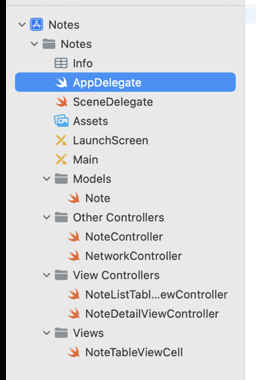 Notes
Notes
Info
AppDelegate
SceneDelegate
Assets
LaunchScreen
Main
Models
Note
Other Controllers
NoteController
NetworkController
View Controllers
NoteListTabl...ewController
NoteDetailViewController
Views
NoteTableViewCell